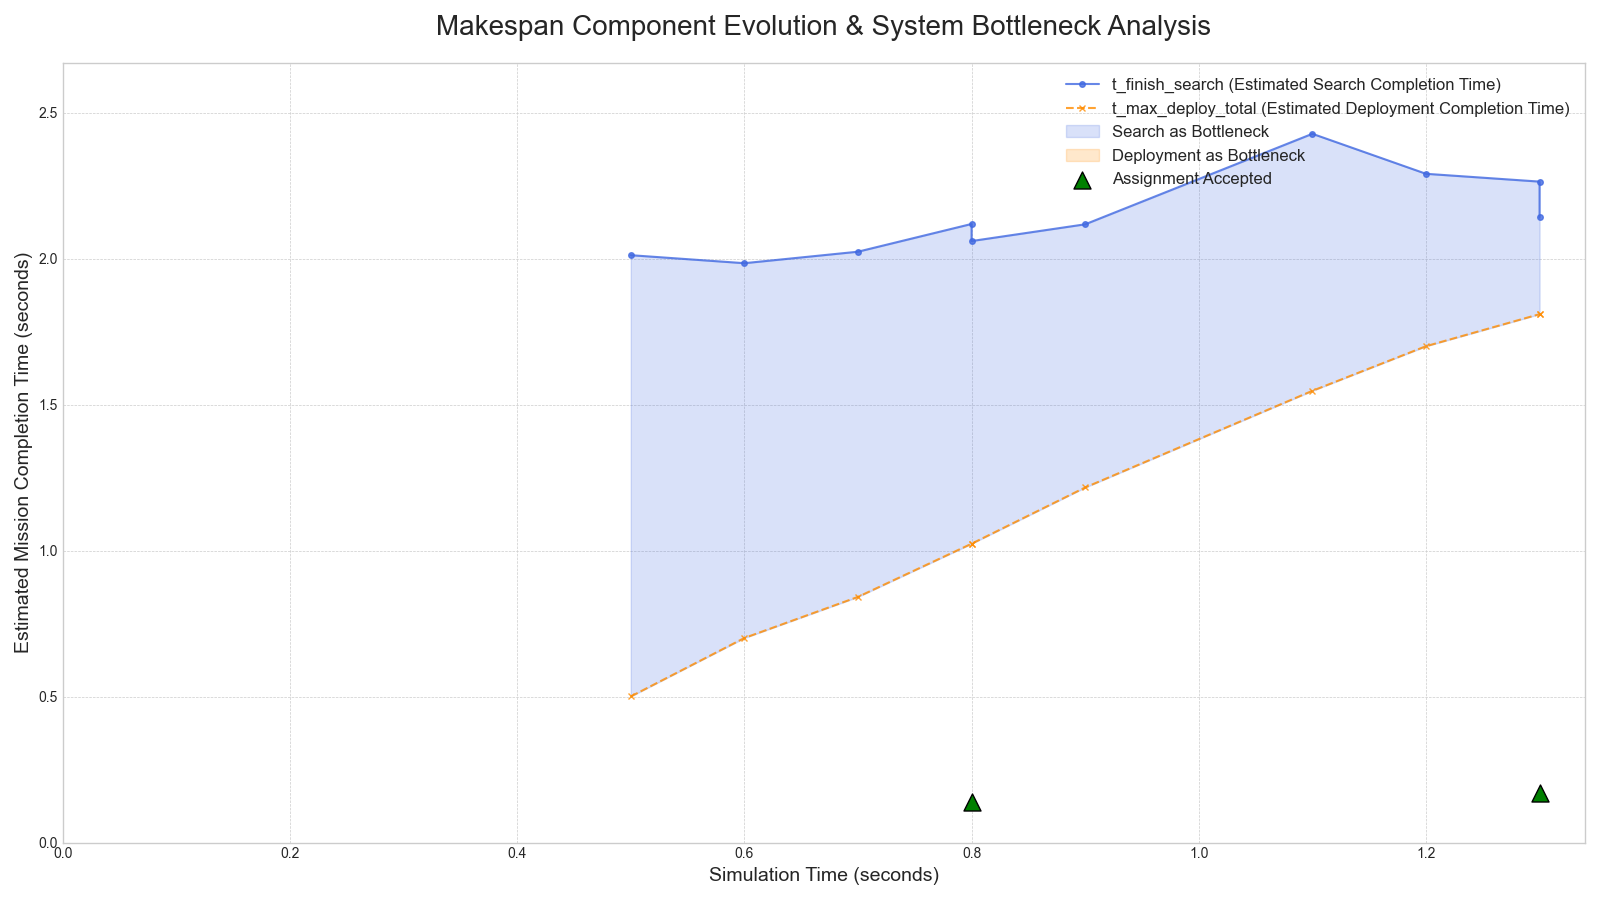 Makespan Component Evolution & System Bottleneck Analysis
t_finish_search (Estimated Search Completion Time)
t_max_deploy_total (Estimated Deployment Completion Time)
Search as Bottleneck
Deployment as Bottleneck
Assignment Accepted
Estimated Mission Completion Time (seconds)
2.5
2.0
1.5
1.0
0.5
0.0
0.0 0.2 0.4 0.6 0.8 1.0 1.2
Simulation Time (seconds)